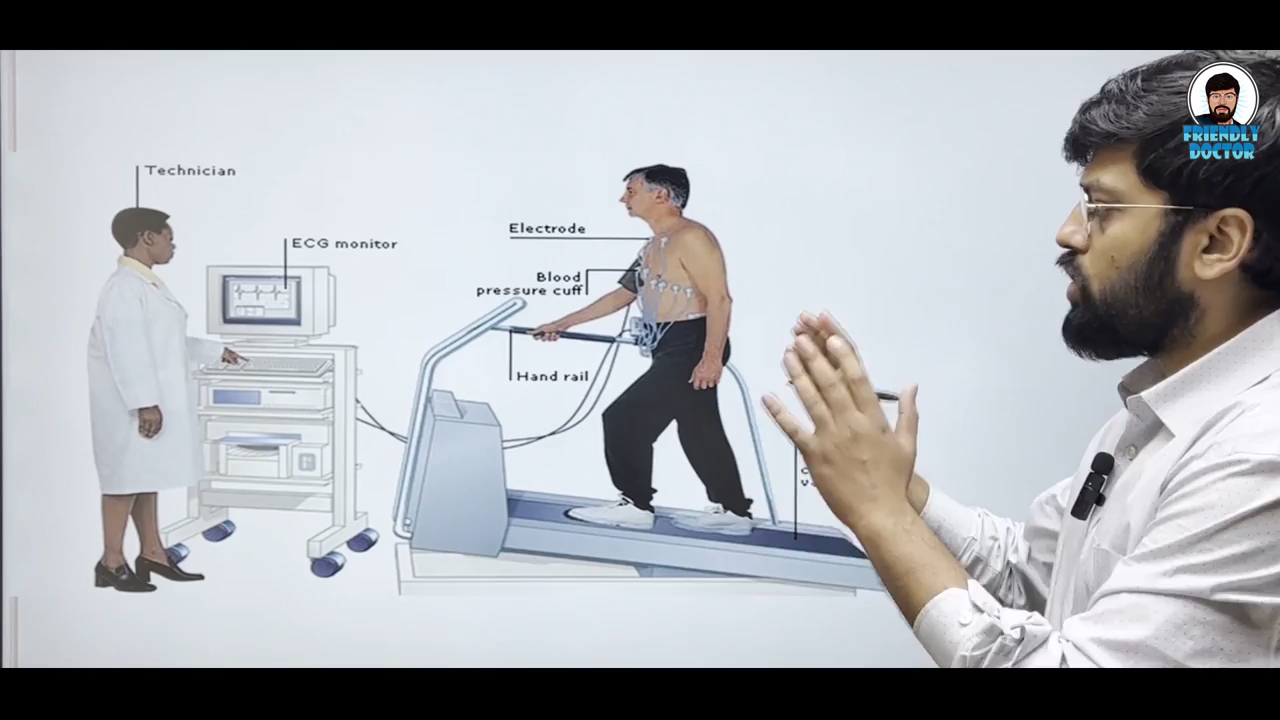 FRIENDLY
DOCTOR
Technician
Electrode
ECG monitor
Blood
pressure cuff
Hand rail